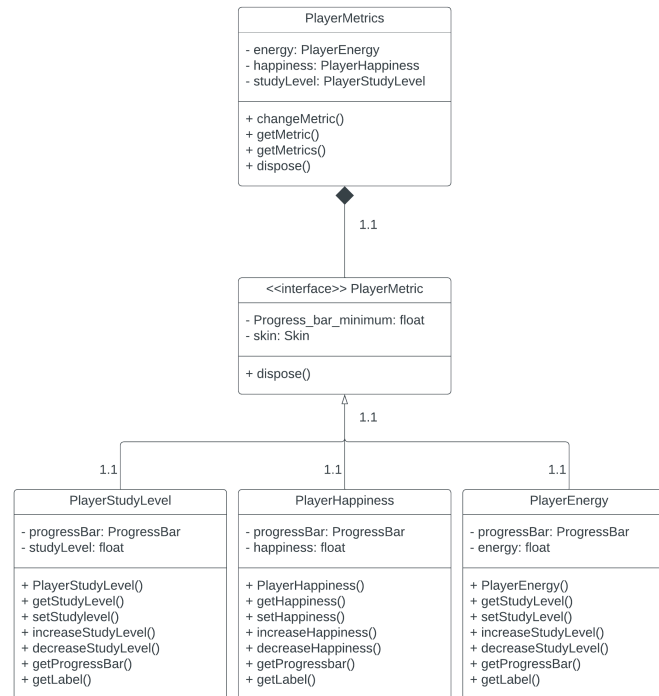 PlayerMetrics
- energy: PlayerEnergy
- happiness: PlayerHappiness
- studyLevel: PlayerStudyLevel
+ changeMetric()
+ getMetric()
+ getMetrics()
+ dispose()
1.1
<<interface>> PlayerMetric
- Progress_bar_minimum: float
- skin: Skin
+ dispose()
1.1
1.1
1.1
1.1
PlayerStudyLevel
- progressBar: ProgressBar
- studyLevel: float
+ PlayerStudyLevel()
+ getStudyLevel()
+ setStudylevel()
+ increaseStudyLevel()
+ decreaseStudyLevel()
+ getProgressBar()
+ getLabel()
PlayerHappiness
- progressBar: ProgressBar
- happiness: float
+ PlayerHappiness()
+ getHappiness()
+ setHappiness()
+ increaseHappiness()
+ decreaseHappiness()
+ getProgressbar()
+ getLabel()
PlayerEnergy
- progressBar: ProgressBar
- energy: float
+ PlayerEnergy()
+ getStudyLevel()
+ setStudyLevel()
+ increaseStudyLevel()
+ decreaseStudyLevel()
+ getProgressBar()
+ getLabel()